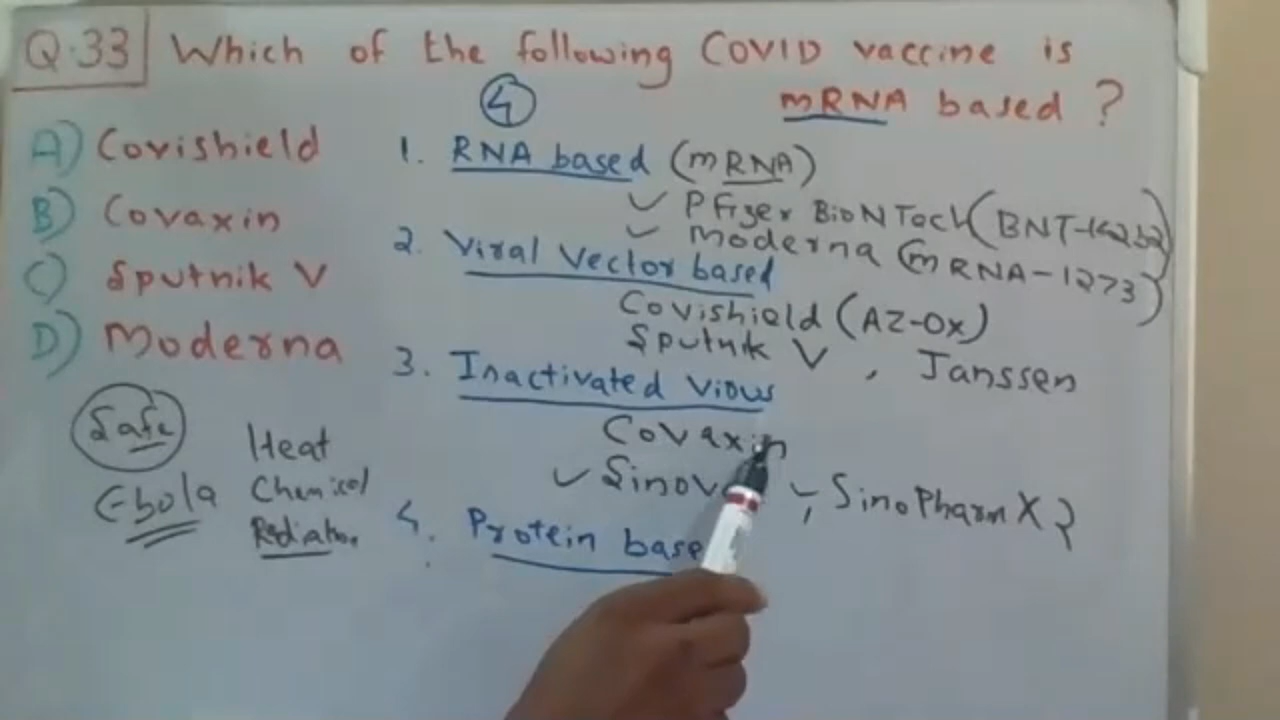 Q.33 Which of the following COVID vaccine is
mRNA based ?
4
A) Covishield
B) Covaxin
C) Sputnik V
D) Moderna
1. RNA based (mRNA)
✓ Pfizer BioNTech (BNT-162b2)
✓ Moderna (mRNA-1273)
2. Viral Vector based
Covishield (AZ-Ox)
Sputnik V , Janssen
3. Inactivated Virus
Covaxin
✓ , SinoPharm X }
4. Protein base
Safe
Ebola
Heat
Chemical
Radiation